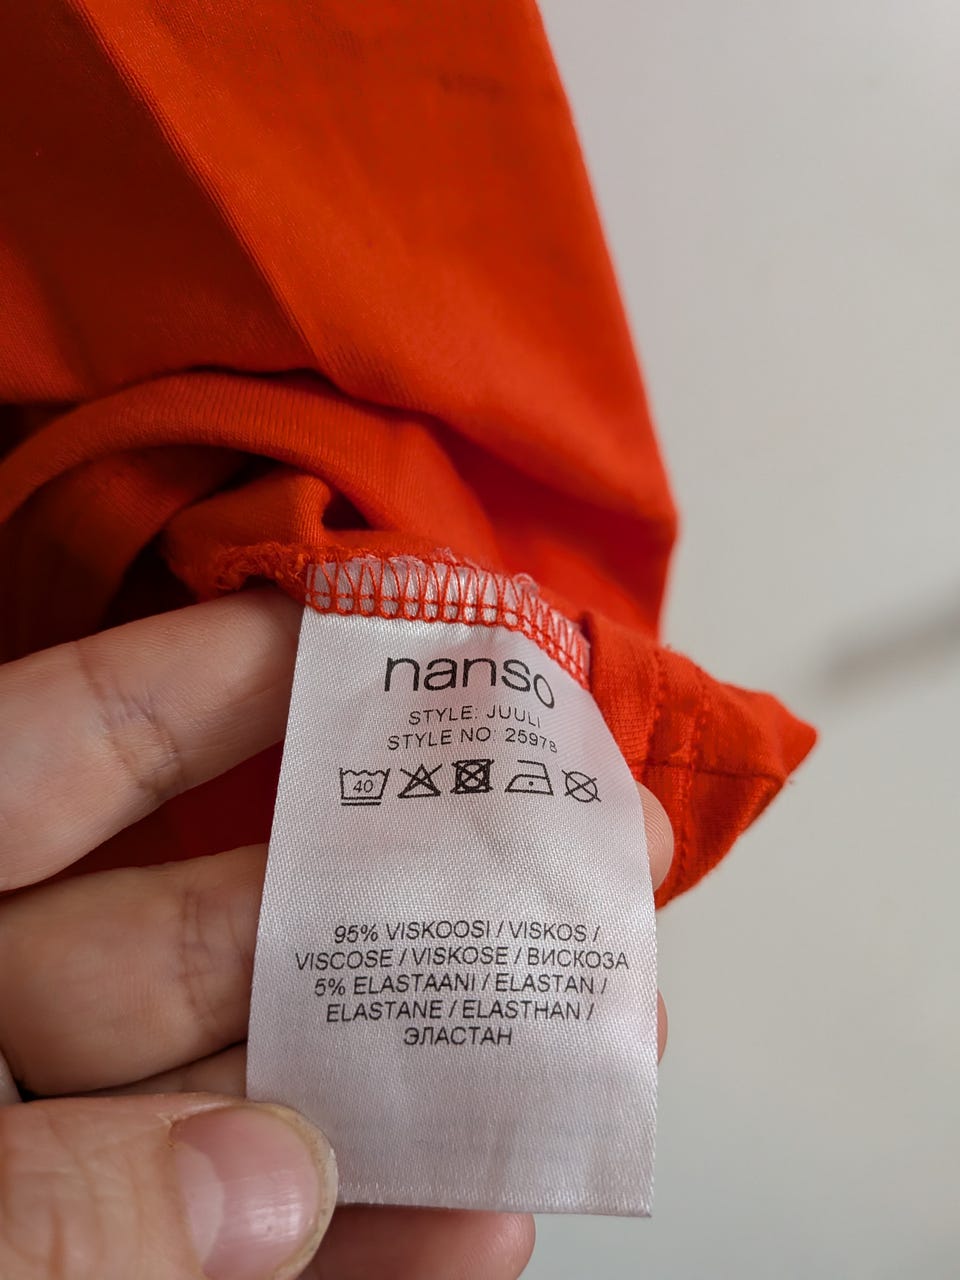 nanso
STYLE: JUULI
STYLE NO: 25978
40
95% VISKOOSI / VISKOS /
VISCOSE / VISKOSE / ВИСКОЗА
5% ELASTAANI / ELASTAN /
ELASTANE / ELASTHAN /
ЭЛАСТАН